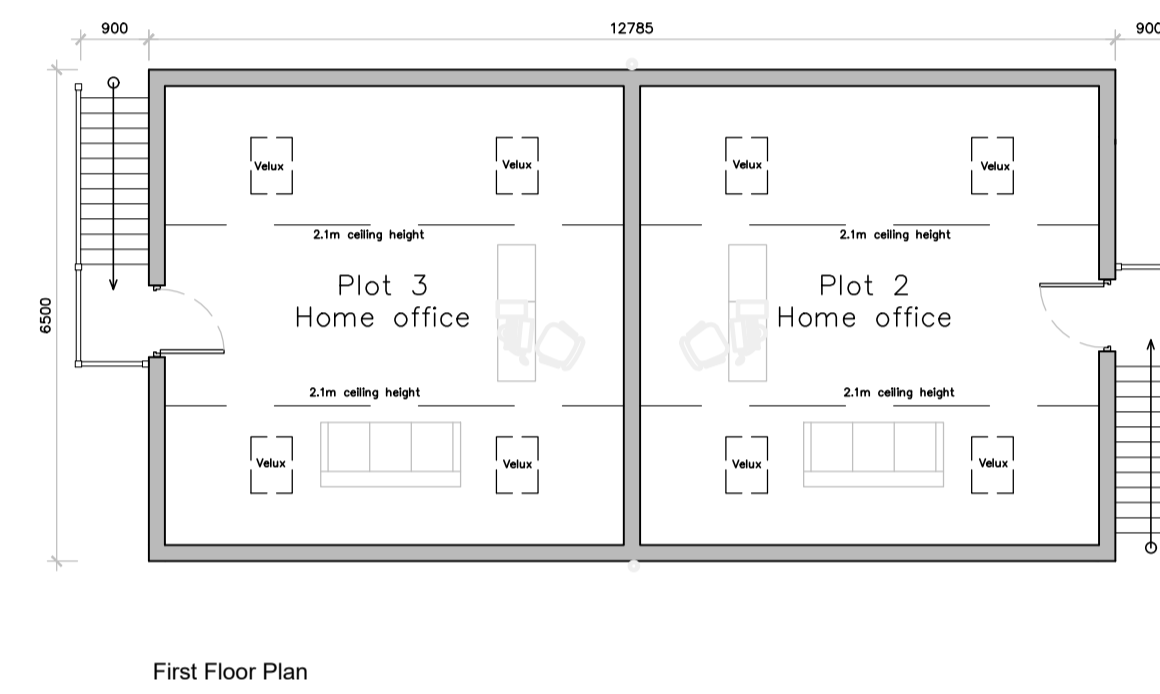 900
12785
900
Velux
Velux
Velux
Velux
2.1m ceiling height
2.1m ceiling height
Plot 3
Home office
Plot 2
Home office
6500
2.1m ceiling height
2.1m ceiling height
Velux
Velux
Velux
Velux
First Floor Plan